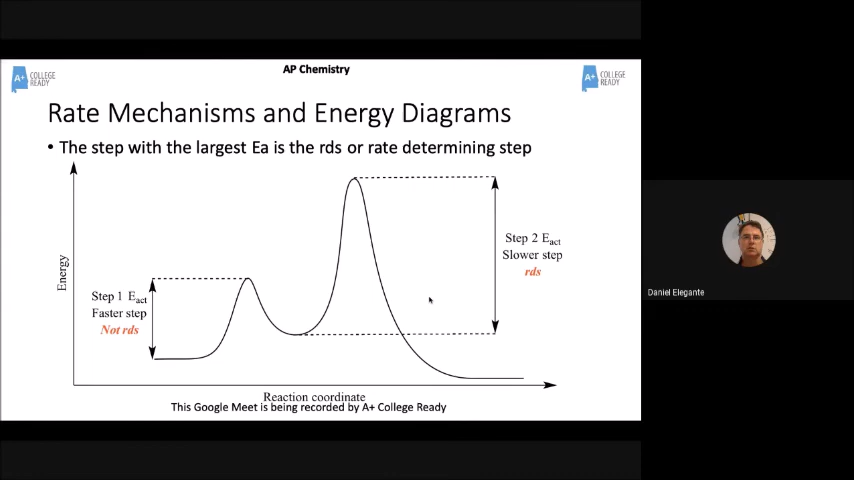 AP Chemistry
A+ COLLEGE
READY
A+ COLLEGE
READY
Rate Mechanisms and Energy Diagrams
• The step with the largest Ea is the rds or rate determining step
Energy
Step 1 Eact
Faster step
Not rds
Step 2 Eact
Slower step
rds
Reaction coordinate
This Google Meet is being recorded by A+ College Ready
Daniel Elegante